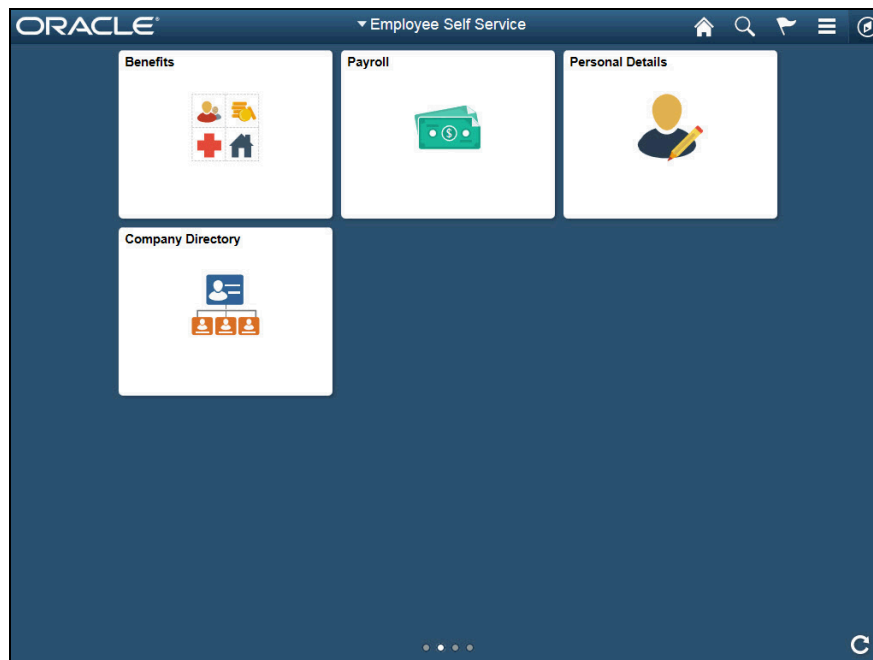 ORACLE®
Employee Self Service
Benefits
Payroll
Personal Details
$
Company Directory